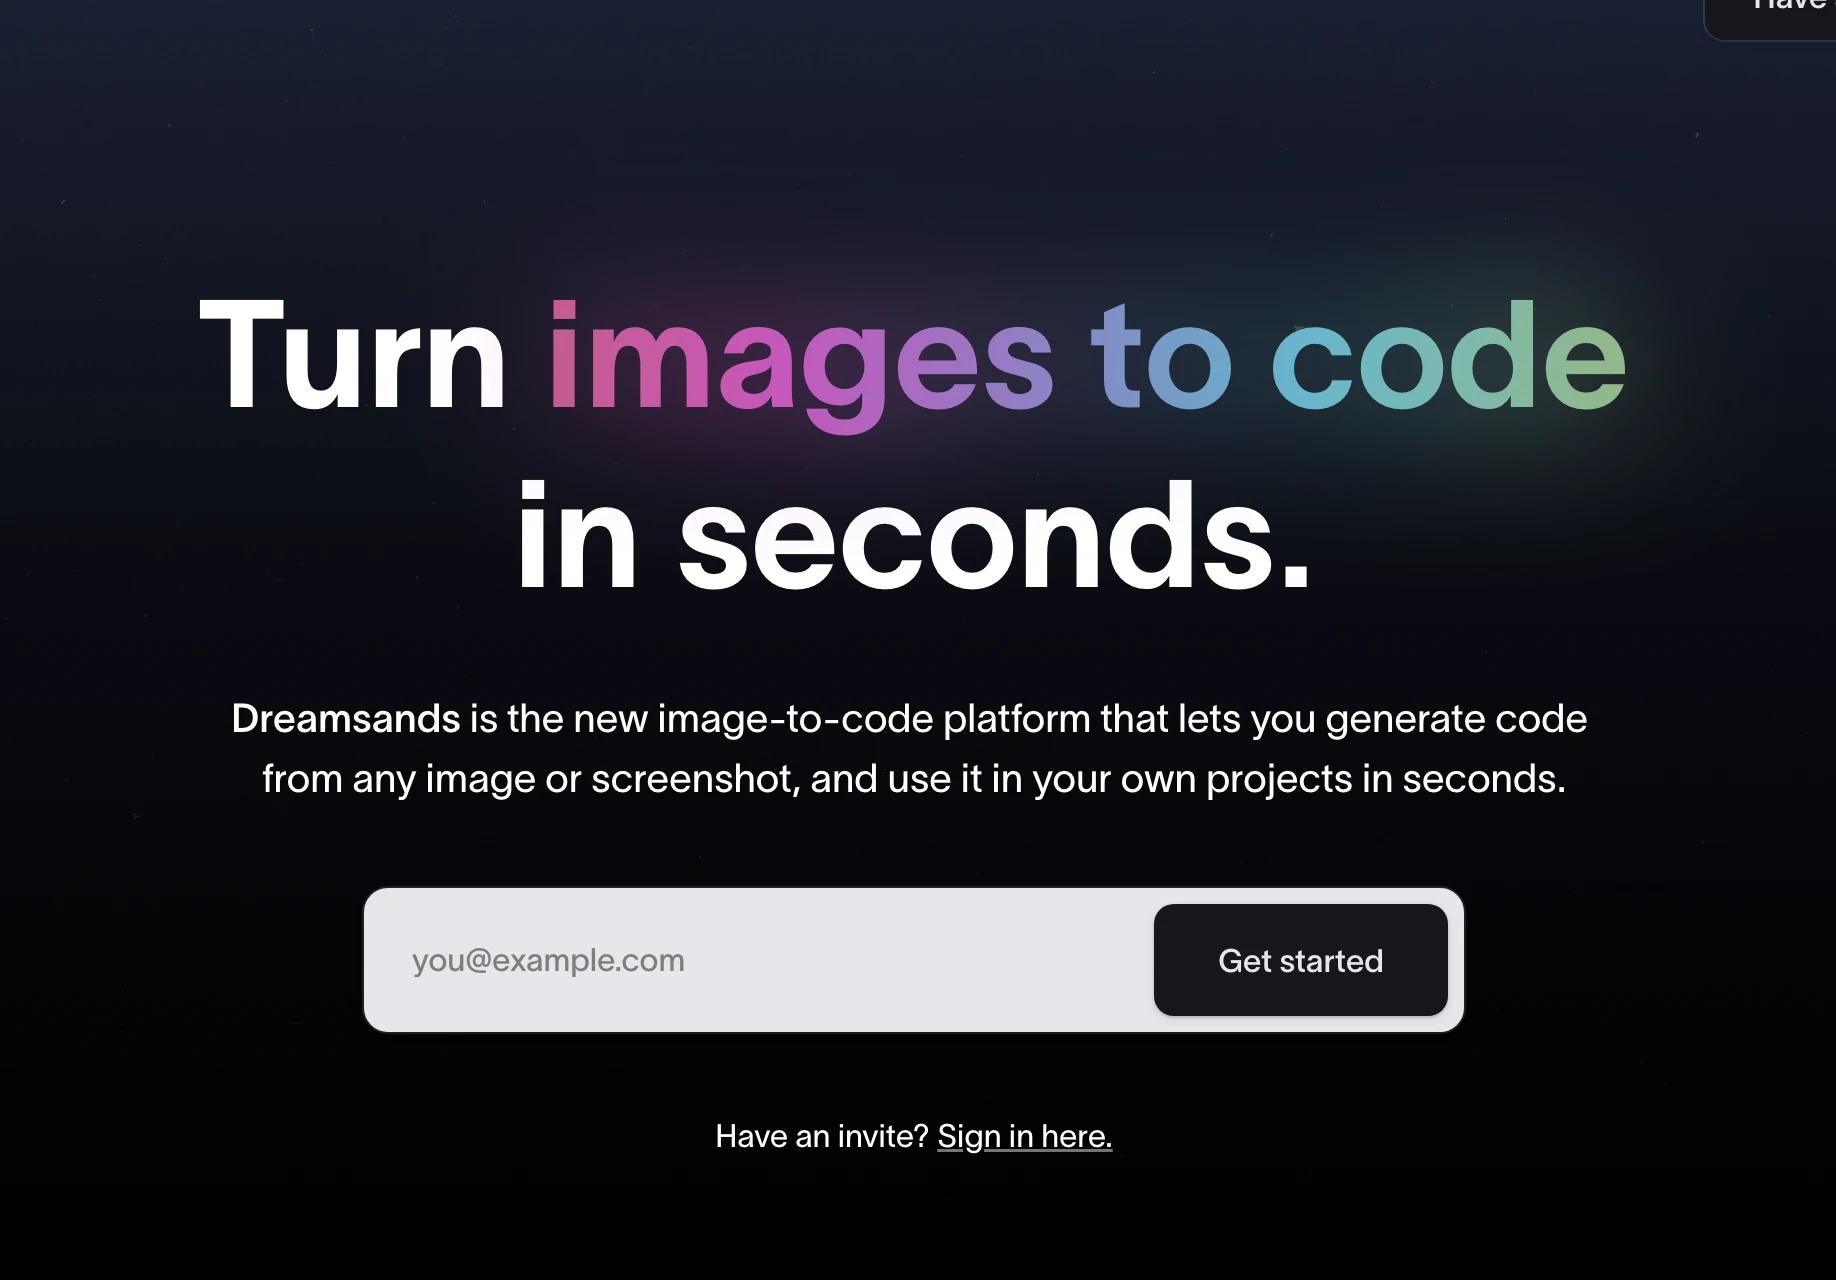 Have
Turn images to code
in seconds.
Dreamsands is the new image-to-code platform that lets you generate code
from any image or screenshot, and use it in your own projects in seconds.
you@example.com
Get started
Have an invite? Sign in here.